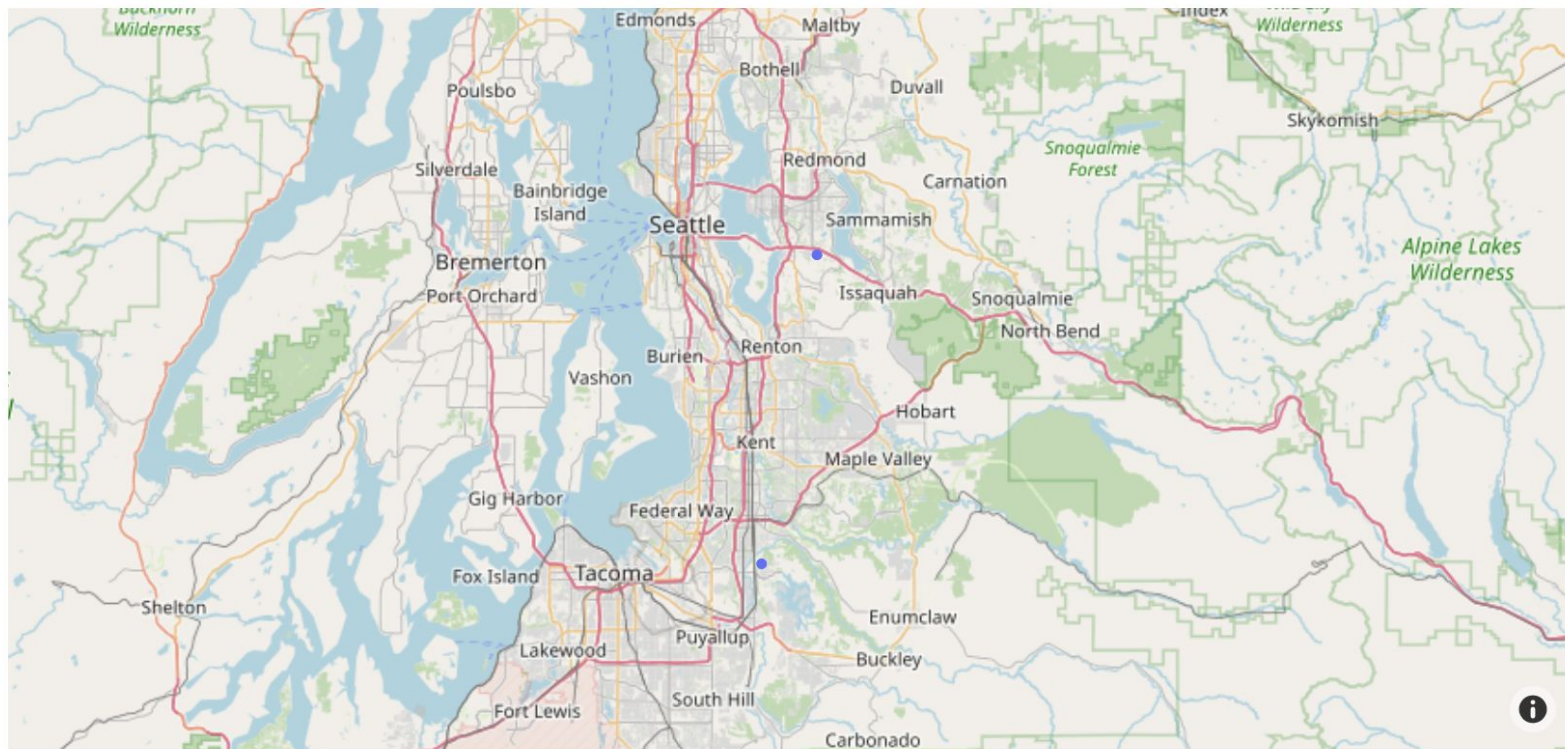 Edmonds
Maltby
Index
Wilderness
Wilderness
Bothell
Duvall
Poulsbo
Skykomish
Redmond
Snoqualmie
Forest
Silverdale
Carnation
Bainbridge
Island
Seattle
Sammamish
Alpine Lakes
Wilderness
Bremerton
Port Orchard
Issaquah
Snoqualmie
North Bend
Renton
Burien
Vashon
Hobart
Kent
Maple Valley
Gig Harbor
Federal Way
Fox Island
Tacoma
Shelton
Enumclaw
Puyallup
Lakewood
Buckley
South Hill
Fort Lewis
Carbonado